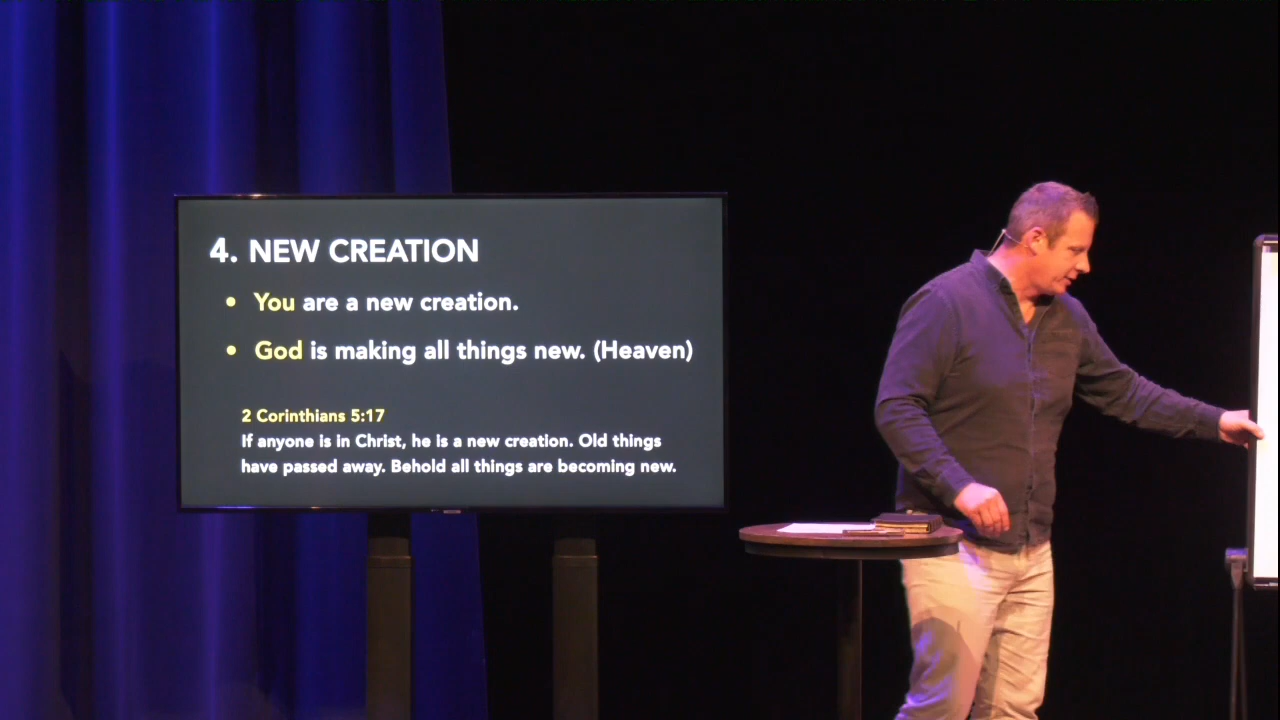 4. NEW CREATION
• You are a new creation.
• God is making all things new. (Heaven)
2 Corinthians 5:17
If anyone is in Christ, he is a new creation. Old things
have passed away. Behold all things are becoming new.